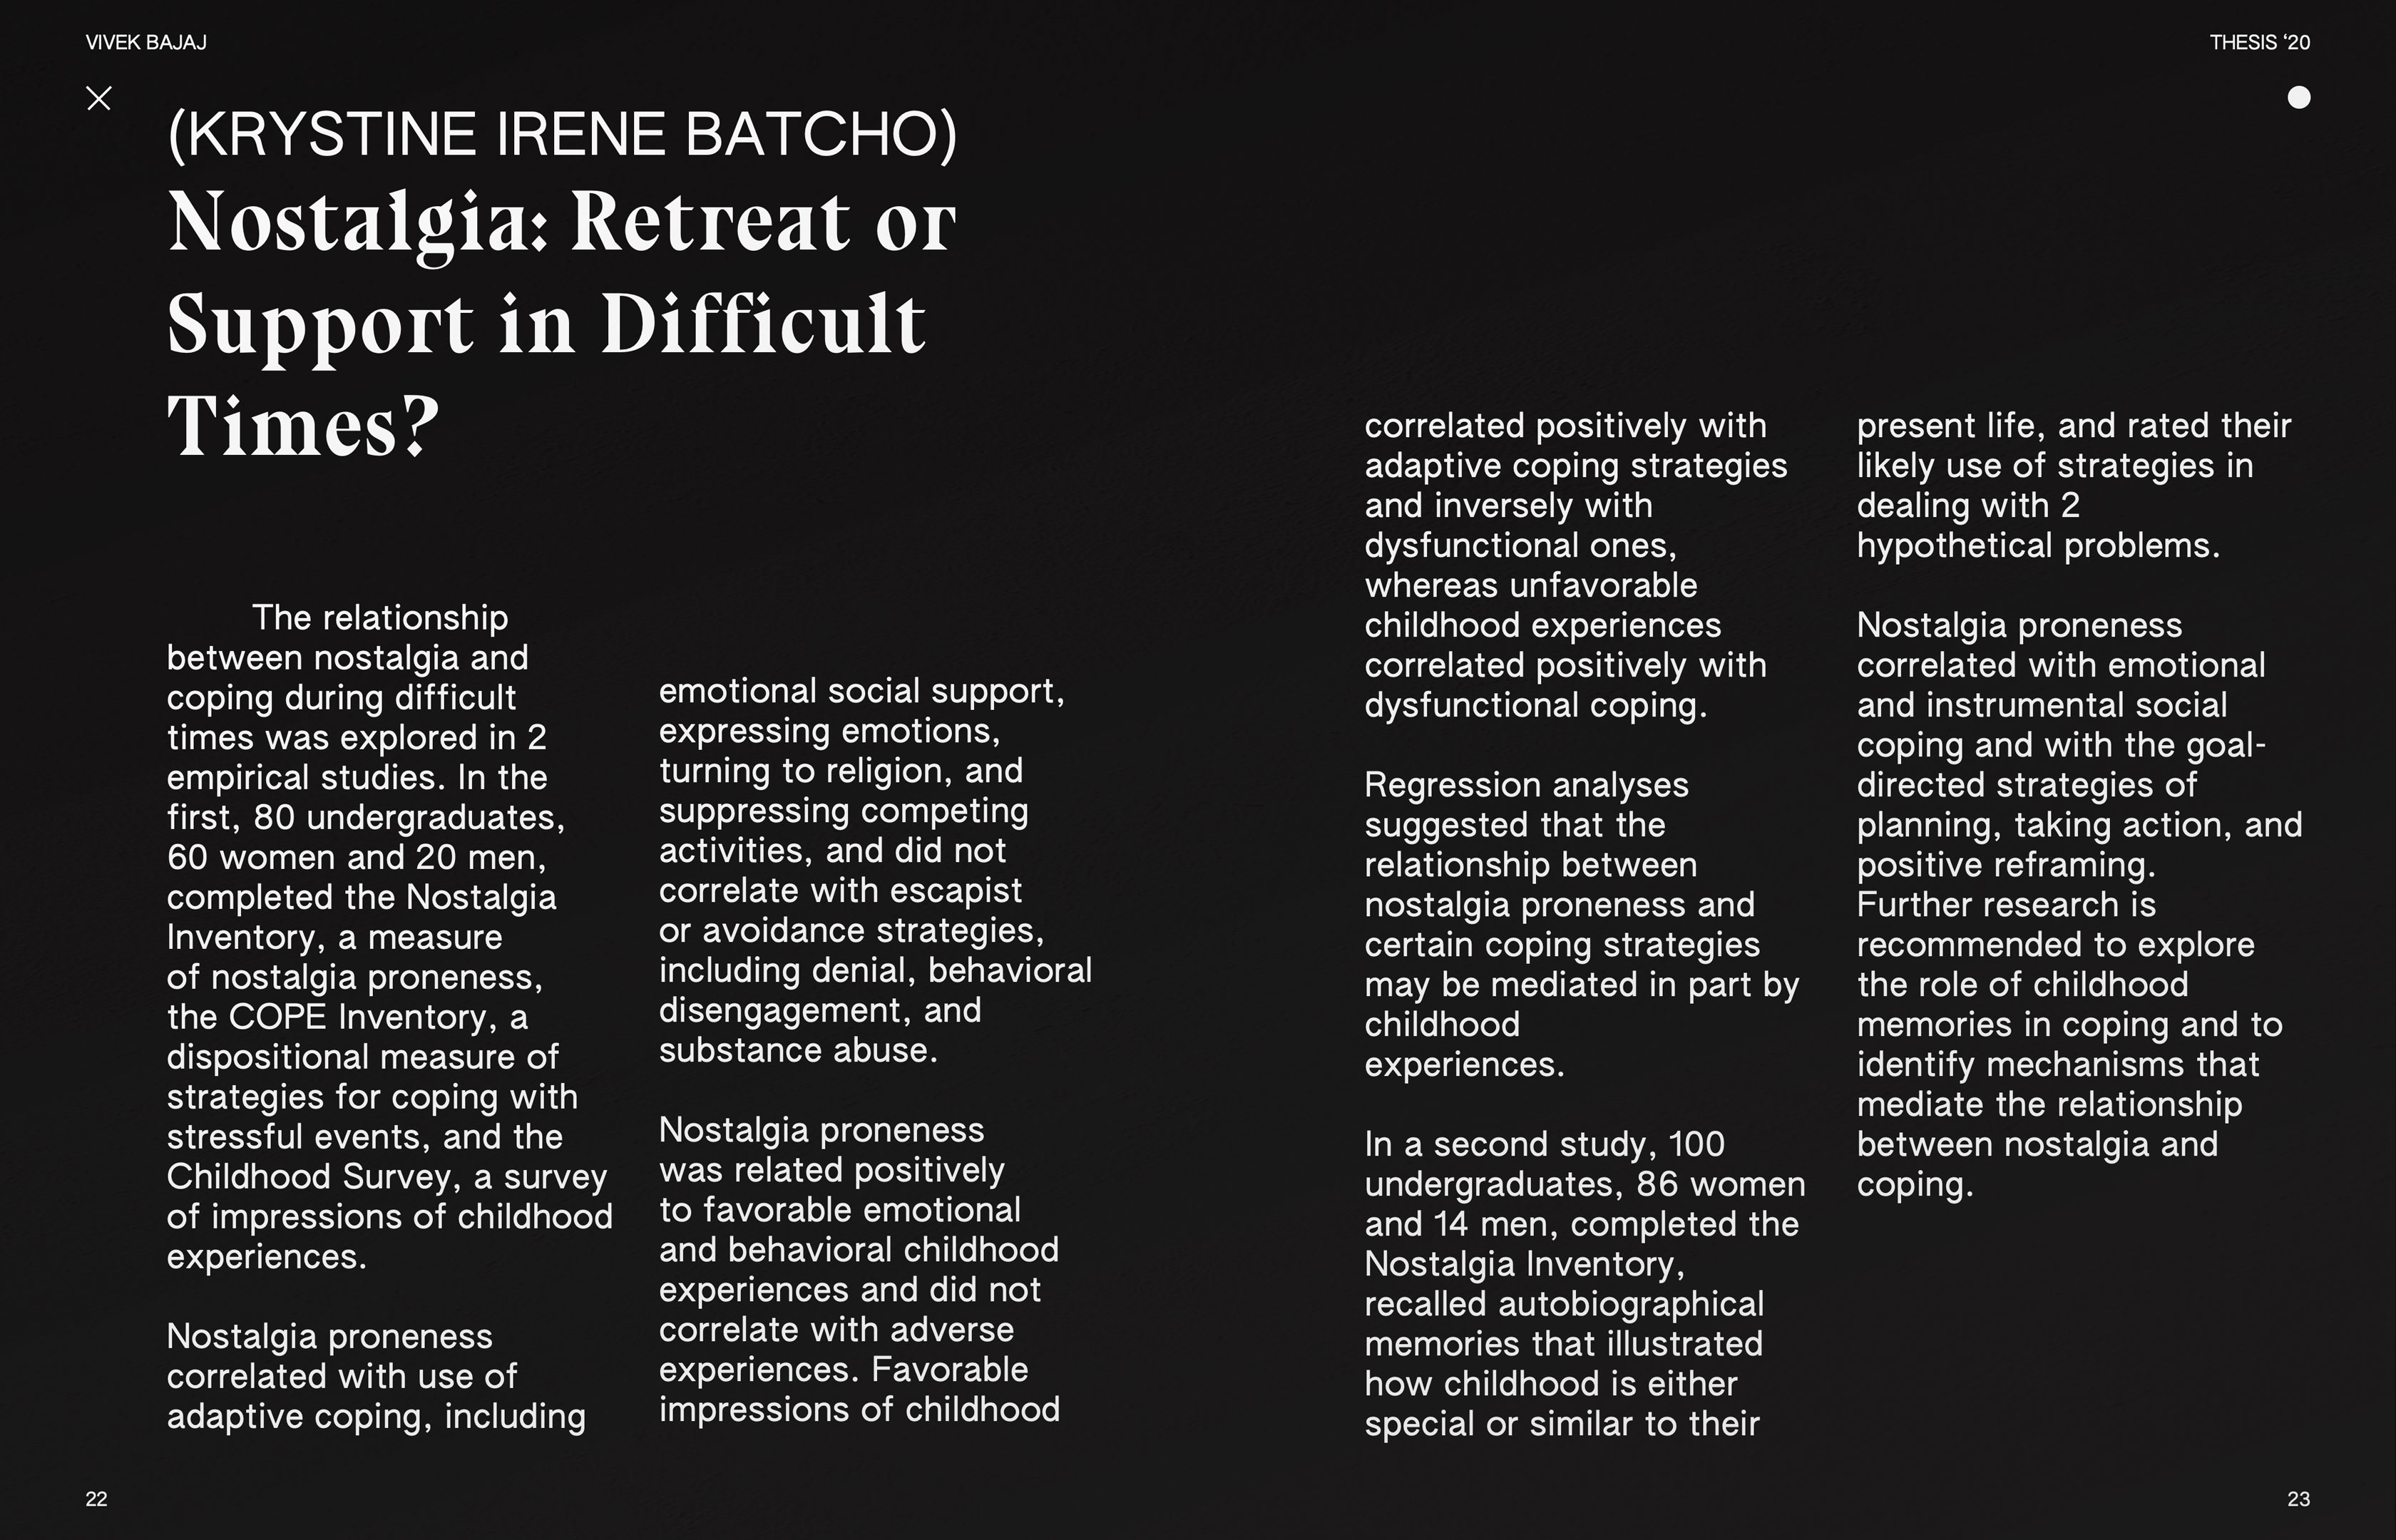 VIVEK BAJAJ
THESIS ‘20
(KRYSTINE IRENE BATCHO)
Nostalgia: Retreat or
Support in Difficult
Times?
The relationship
between nostalgia and
coping during difficult
times was explored in 2
empirical studies. In the
first, 80 undergraduates,
60 women and 20 men,
completed the Nostalgia
Inventory, a measure
of nostalgia proneness,
the COPE Inventory, a
dispositional measure of
strategies for coping with
stressful events, and the
Childhood Survey, a survey
of impressions of childhood
experiences.
Nostalgia proneness
correlated with use of
adaptive coping, including
emotional social support,
expressing emotions,
turning to religion, and
suppressing competing
activities, and did not
correlate with escapist
or avoidance strategies,
including denial, behavioral
disengagement, and
substance abuse.
Nostalgia proneness
was related positively
to favorable emotional
and behavioral childhood
experiences and did not
correlate with adverse
experiences. Favorable
impressions of childhood
correlated positively with
adaptive coping strategies
and inversely with
dysfunctional ones,
whereas unfavorable
childhood experiences
correlated positively with
dysfunctional coping.
Regression analyses
suggested that the
relationship between
nostalgia proneness and
certain coping strategies
may be mediated in part by
childhood
experiences.
In a second study, 100
undergraduates, 86 women
and 14 men, completed the
Nostalgia Inventory,
recalled autobiographical
memories that illustrated
how childhood is either
special or similar to their
present life, and rated their
likely use of strategies in
dealing with 2
hypothetical problems.
Nostalgia proneness
correlated with emotional
and instrumental social
coping and with the goal-
directed strategies of
planning, taking action, and
positive reframing.
Further research is
recommended to explore
the role of childhood
memories in coping and to
identify mechanisms that
mediate the relationship
between nostalgia and
coping.
22
23